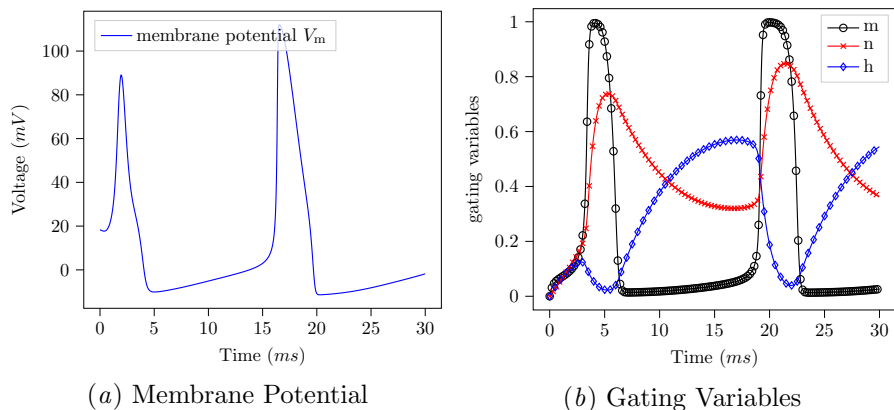 membrane potential Vm
Voltage (mV)
100
80
60
40
20
0
0 5 10 15 20 25 30
Time (ms)
(a) Membrane Potential
m
n
h
gating variables
1
0.8
0.6
0.4
0.2
0
0 5 10 15 20 25 30
Time (ms)
(b) Gating Variables